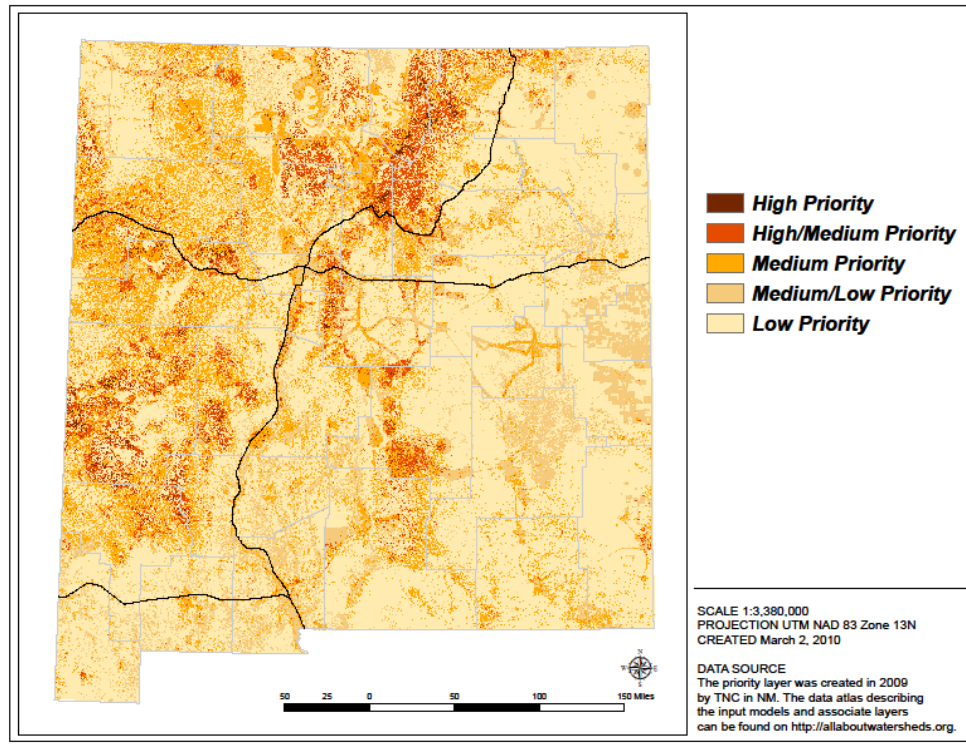 High Priority
High/Medium Priority
Medium Priority
Medium/Low Priority
Low Priority
SCALE 1:3,380,000
PROJECTION UTM NAD 83 Zone 13N
CREATED March 2, 2010
DATA SOURCE
The priority layer was created in 2009
by TNC in NM. The data atlas describing
the input models and associate layers
can be found on http://allaboutwatersheds.org.
N
W E
S
50 25 0 50 100 150 Miles